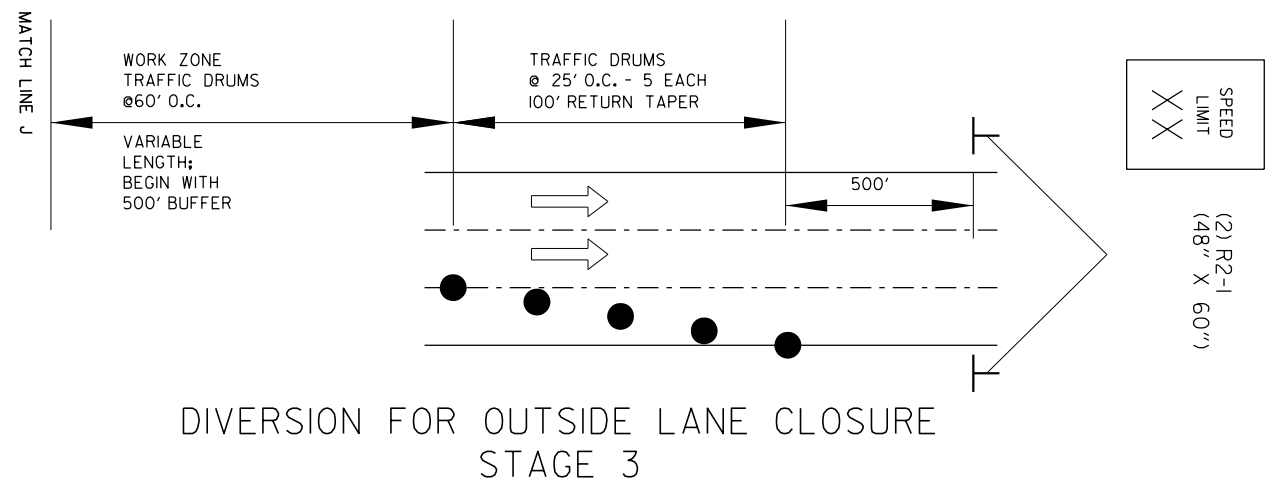 MATCH LINE J
WORK ZONE
TRAFFIC DRUMS
@60' O.C.
VARIABLE
LENGTH;
BEGIN WITH
500' BUFFER
TRAFFIC DRUMS
@ 25' O.C. - 5 EACH
100' RETURN TAPER
500'
SPEED
LIMIT
XX
(2) R2-1
(48" X 60")
DIVERSION FOR OUTSIDE LANE CLOSURE
STAGE 3